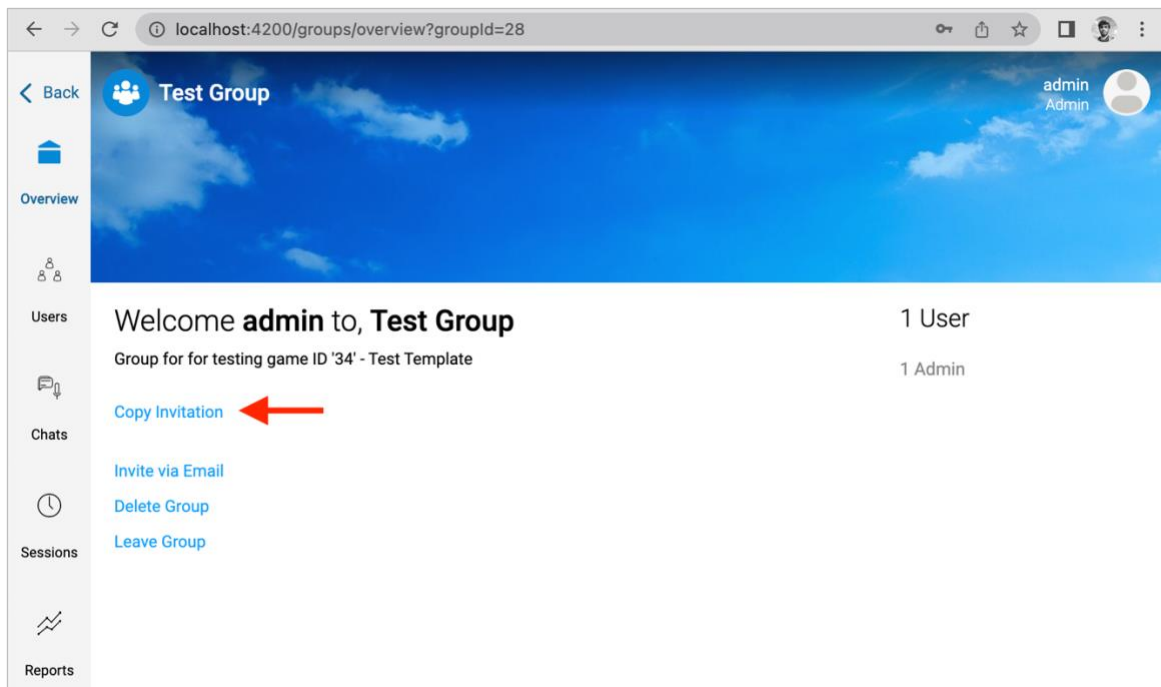 localhost:4200/groups/overview?groupId=28
Back
Test Group
admin
Admin
Overview
Users
Welcome admin to, Test Group
1 User
Group for for testing game ID '34' - Test Template
1 Admin
Copy Invitation
Chats
Invite via Email
Delete Group
Leave Group
Sessions
Reports